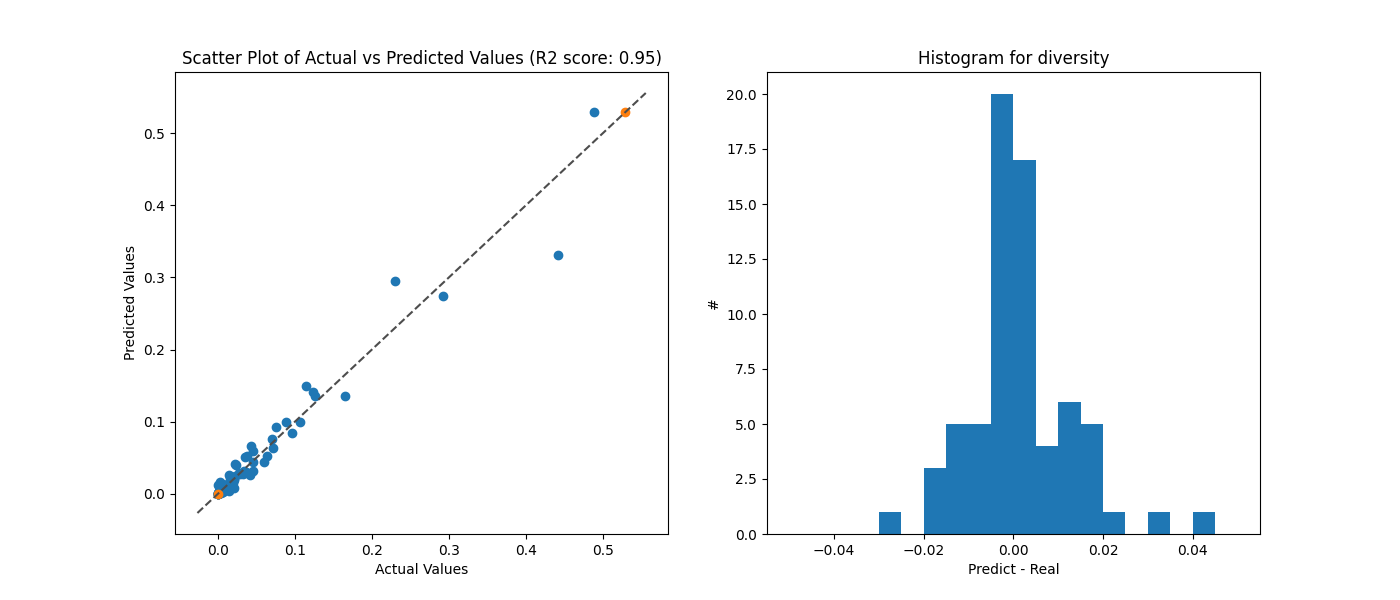 Scatter Plot of Actual vs Predicted Values (R2 score: 0.95)
0.5
0.4
0.3
0.2
0.1
0.0
Predicted Values
0.0 0.1 0.2 0.3 0.4 0.5
Actual Values
Histogram for diversity
20.0
17.5
15.0
12.5
10.0
7.5
5.0
2.5
0.0
#
−0.04 −0.02 0.00 0.02 0.04
Predict - Real